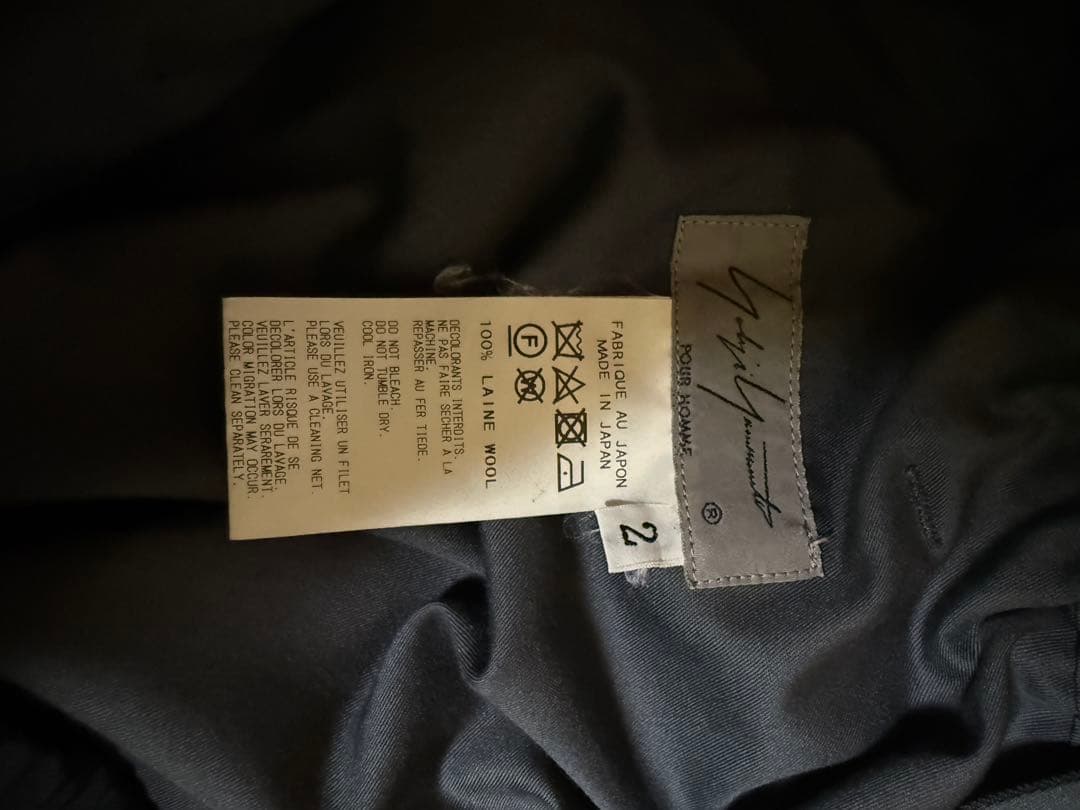 Yohji Yamamoto
POUR HOMME
®
2
FABRIQUE AU JAPON
MADE IN JAPAN
F W
100% LAINE WOOL
DECOLORANTS INTERDITS.
NE PAS FAIRE SECHER A LA
MACHINE.
REPASSER AU FER TIEDE.
DO NOT BLEACH.
DO NOT TUMBLE DRY.
COOL IRON.
VEUILLEZ UTILISER UN FILET
LORS DU LAVAGE.
PLEASE USE A CLEANING NET.
L'ARTICLE RISQUE DE SE
DECOLORER LORS DU LAVAGE.
VEUILLEZ LAVER SERAREMENT.
COLOR MIGRATION MAY OCCUR.
PLEASE CLEAN SEPARATELY.